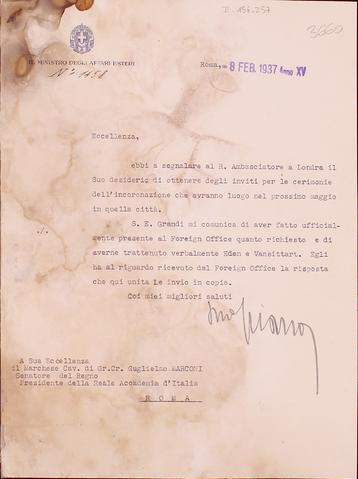 B. 154.257
3660
IL MINISTRO DEGLI AFFARI ESTERI
N° 1458
Roma, 8 FEB. 1937 Anno XV
Eccellenza,
ebbi a segnalare al R. Ambasciatore a Londra il
Suo desiderio di ottenere degli inviti per le cerimonie
dell'incoronazione che avranno luogo nel prossimo maggio
in quella città.
S. E. Grandi mi comunica di aver fatto ufficial-
./. mente presente al Foreign Office quanto richiesto e di
averne trattenuto verbalmente Eden e Vansittart. Egli
ha al riguardo ricevuto dal Foreign Office la risposta
che qui unita Le invio in copia.
Coi miei migliori saluti
Suo Ciano
A Sua Eccellenza
il Marchese Cav. di Gr.Cr. Guglielmo MARCONI
Senatore del Regno
Presidente della Reale Accademia d'Italia
R O M A